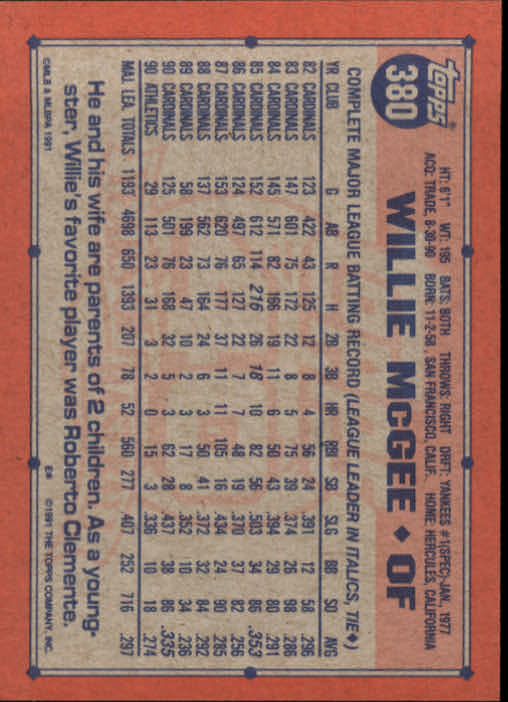 topps
380
HT: 6'1" WT: 195 BATS: BOTH THROWS: RIGHT DRFT: YANKEES #1(SPEC)-JAN., 1977
ACQ: TRADE, 8-30-90 BORN: 11-2-58, SAN FRANCISCO, CALIF. HOME: HERCULES, CALIFORNIA
WILLIE McGEE ♦ OF
COMPLETE MAJOR LEAGUE BATTING RECORD (LEAGUE LEADER IN ITALICS, TIE♦)
YR CLUB G AB R H 2B 3B HR RBI SB SLG BB SO AVG
82 CARDINALS 123 422 43 125 12 8 4 56 24 .391 12 58 .296
83 CARDINALS 147 601 75 172 22 8 5 75 39 .374 26 98 .286
84 CARDINALS 145 571 82 166 19 11 6 50 43 .394 29 80 .291
85 CARDINALS 152 612 114 216 26 18 10 82 56 .503 34 86 .353
86 CARDINALS 124 497 65 127 22 7 7 48 19 .370 37 82 .256
87 CARDINALS 153 620 76 177 37 11 11 105 16 .434 24 90 .285
88 CARDINALS 137 562 73 164 24 6 3 50 41 .372 32 84 .292
89 CARDINALS 58 199 23 47 10 2 3 17 8 .352 10 34 .236
90 CARDINALS 125 501 76 168 32 5 3 62 28 .437 38 86 .335
90 ATHLETICS 29 113 23 31 3 2 0 15 3 .336 10 18 .274
MAJ. LEA. TOTALS 1193 4698 650 1393 207 78 52 560 277 .407 252 716 .297
He and his wife are parents of 2 children. As a young-
ster, Willie's favorite player was Roberto Clemente.
©MLB & MLBPA 1991
E* ©1991 THE TOPPS COMPANY, INC.